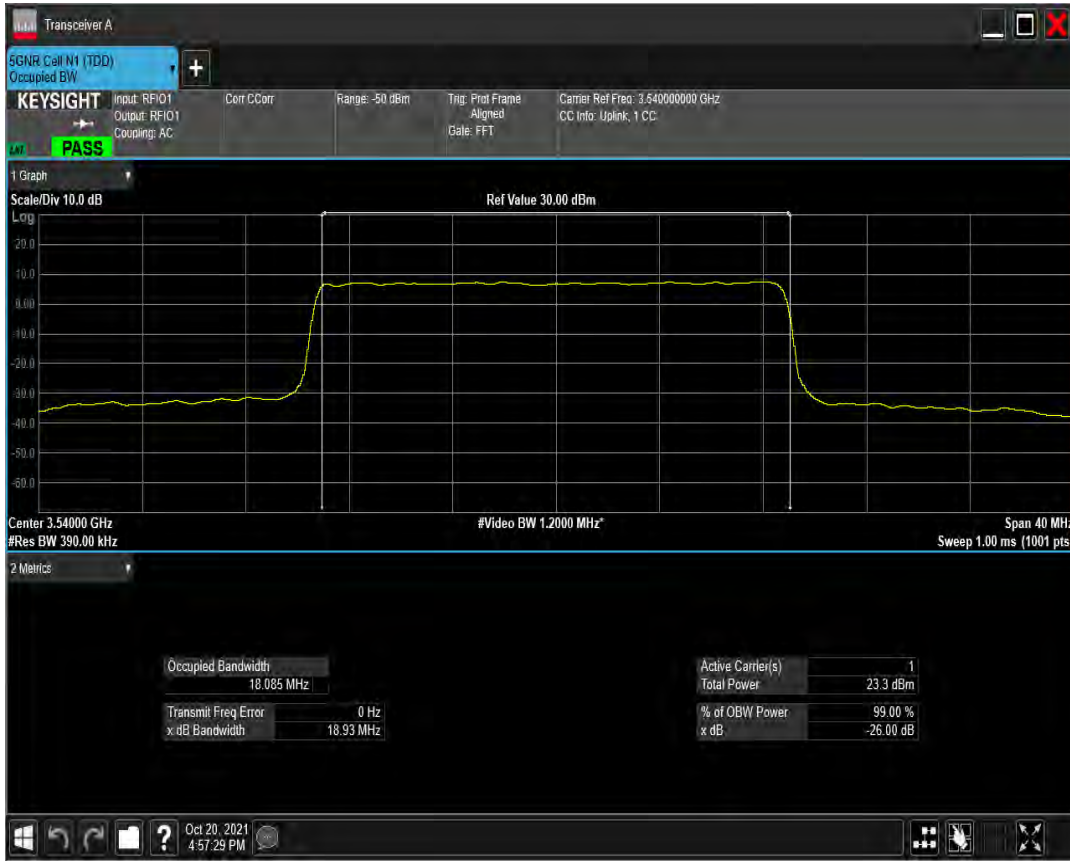 Transceiver A
5GNR Cell N1 (TDD)
Occupied BW
+
KEYSIGHT
PASS
Input: RFIO1
Output: RFIO1
Coupling: AC
Corr CCorr
Range: -50 dBm
Trig: Prot Frame
Aligned
Gate: FFT
Carrier Ref Freq: 3.540000000 GHz
CC Info: Uplink, 1 CC
1 Graph
Scale/Div 10.0 dB
Ref Value 30.00 dBm
Log
20.0
10.0
0.00
-10.0
-20.0
-30.0
-40.0
-50.0
-60.0
Center 3.54000 GHz
#Video BW 1.2000 MHz*
Span 40 MHz
#Res BW 390.00 kHz
Sweep 1.00 ms (1001 pts
2 Metrics
Occupied Bandwidth
18.085 MHz
Transmit Freq Error 0 Hz
x dB Bandwidth 18.93 MHz
Active Carrier(s) 1
Total Power 23.3 dBm
% of OBW Power 99.00 %
x dB -26.00 dB
?
Oct 20, 2021
4:57:29 PM